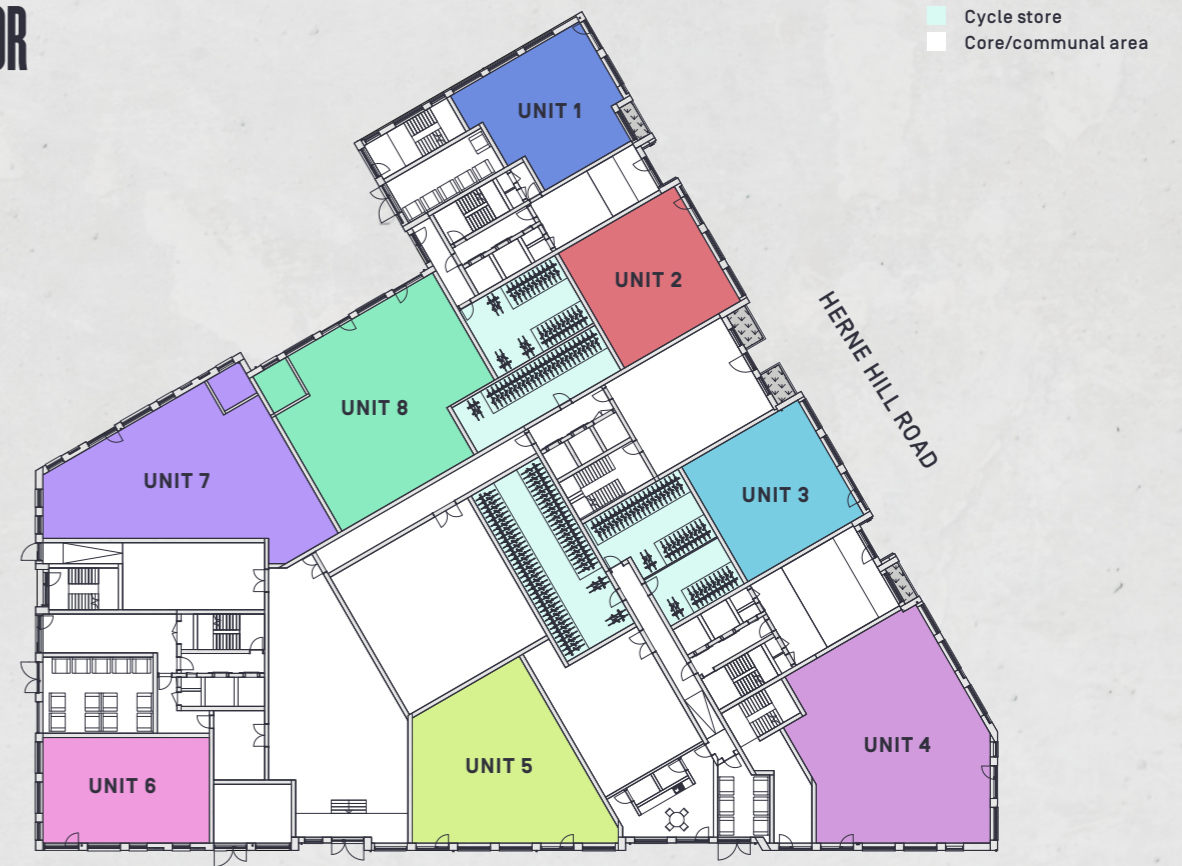 OR
Cycle store
Core/communal area
UNIT 1
UNIT 2
HERNE HILL ROAD
UNIT 8
UNIT 7
UNIT 3
UNIT 4
UNIT 5
UNIT 6